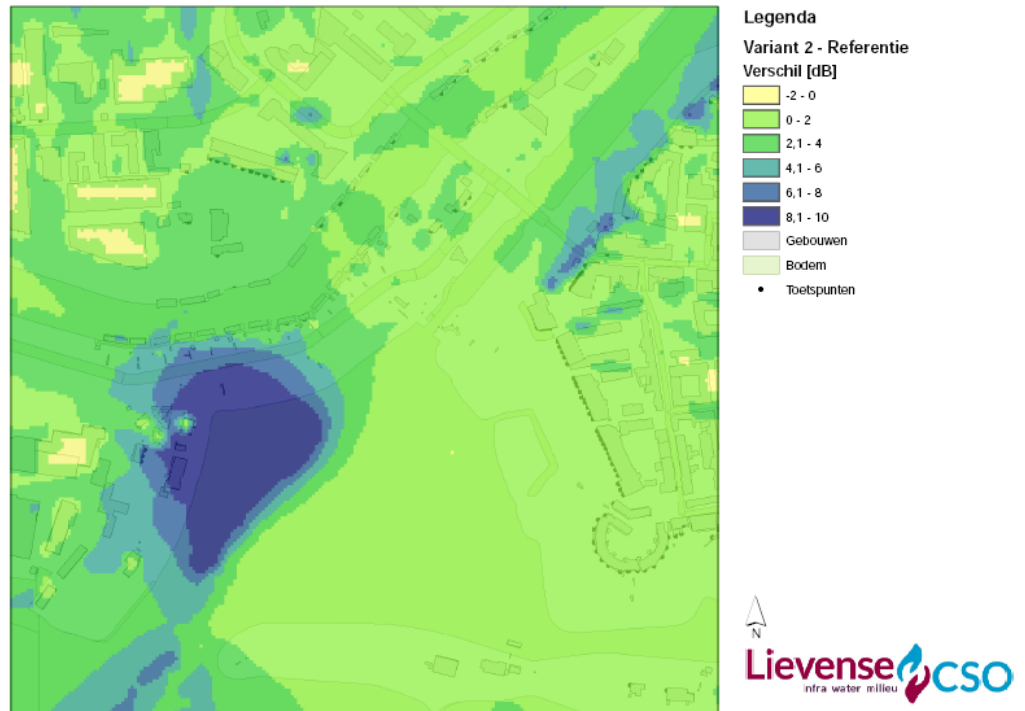 Legenda
Variant 2 - Referentie
Verschil [dB]
-2 - 0
0 - 2
2,1 - 4
4,1 - 6
6,1 - 8
8,1 - 10
Gebouwen
Bodem
Toetspunten
N
Lievense CSO
infra water milieu